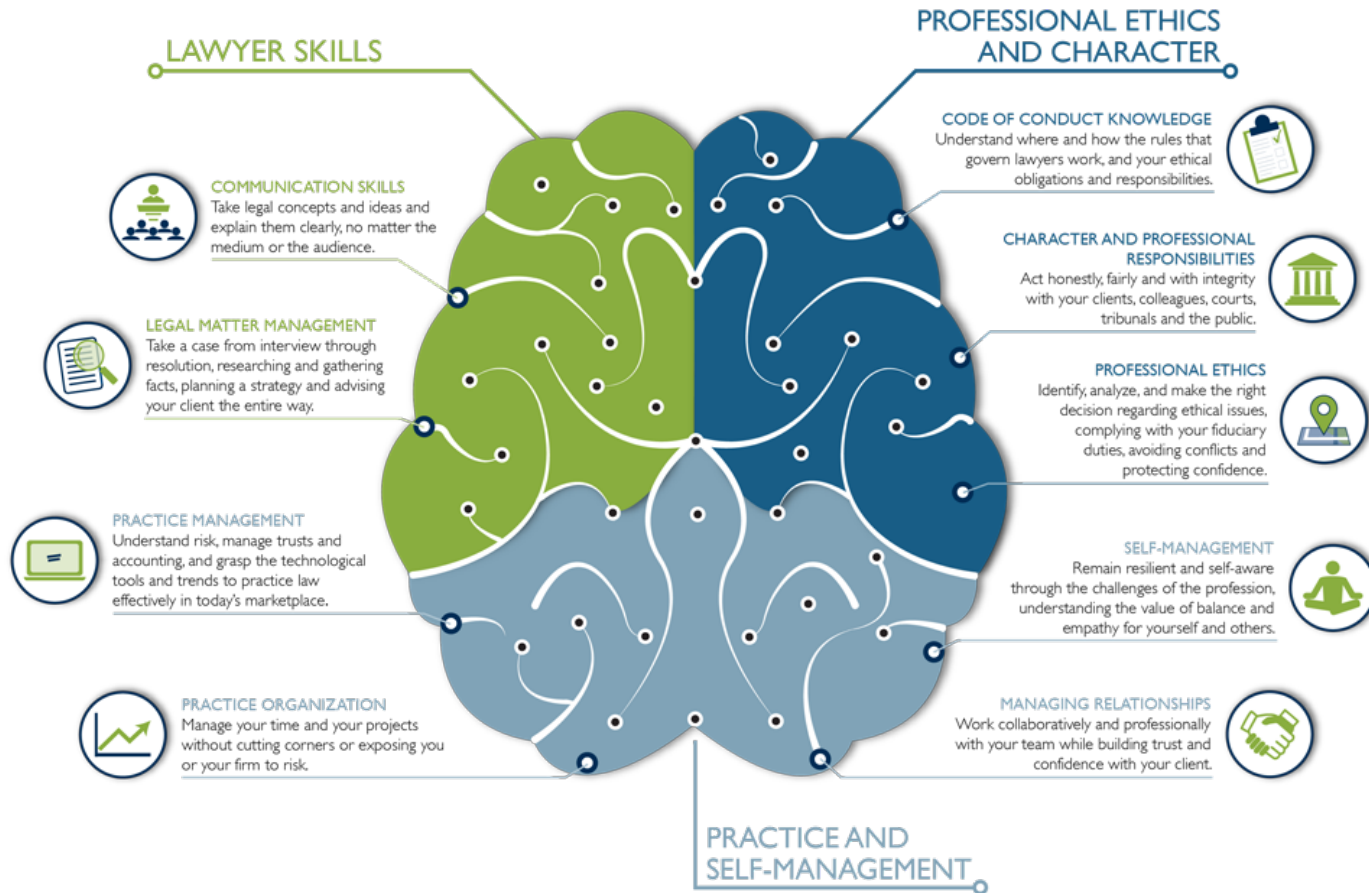 LAWYER SKILLS
COMMUNICATION SKILLS
Take legal concepts and ideas and
explain them clearly, no matter the
medium or the audience.
LEGAL MATTER MANAGEMENT
Take a case from interview through
resolution, researching and gathering
facts, planning a strategy and advising
your client the entire way.
PRACTICE MANAGEMENT
Understand risk, manage trusts and
accounting, and grasp the technological
tools and trends to practice law
effectively in today's marketplace.
PRACTICE ORGANIZATION
Manage your time and your projects
without cutting corners or exposing you
or your firm to risk.
PROFESSIONAL ETHICS
AND CHARACTER
CODE OF CONDUCT KNOWLEDGE
Understand where and how the rules that
govern lawyers work, and your ethical
obligations and responsibilities.
CHARACTER AND PROFESSIONAL
RESPONSIBILITIES
Act honestly, fairly and with integrity
with your clients, colleagues, courts,
tribunals and the public.
PROFESSIONAL ETHICS
Identify, analyze, and make the right
decision regarding ethical issues,
complying with your fiduciary
duties, avoiding conflicts and
protecting confidence.
SELF-MANAGEMENT
Remain resilient and self-aware
through the challenges of the profession,
understanding the value of balance and
empathy for yourself and others.
MANAGING RELATIONSHIPS
Work collaboratively and professionally
with your team while building trust and
confidence with your client.
PRACTICE AND
SELF-MANAGEMENT